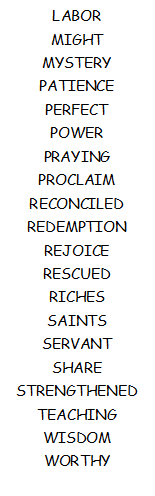 LABOR
MIGHT
MYSTERY
PATIENCE
PERFECT
POWER
PRAYING
PROCLAIM
RECONCILED
REDEMPTION
REJOICE
RESCUED
RICHES
SAINTS
SERVANT
SHARE
STRENGTHENED
TEACHING
WISDOM
WORTHY